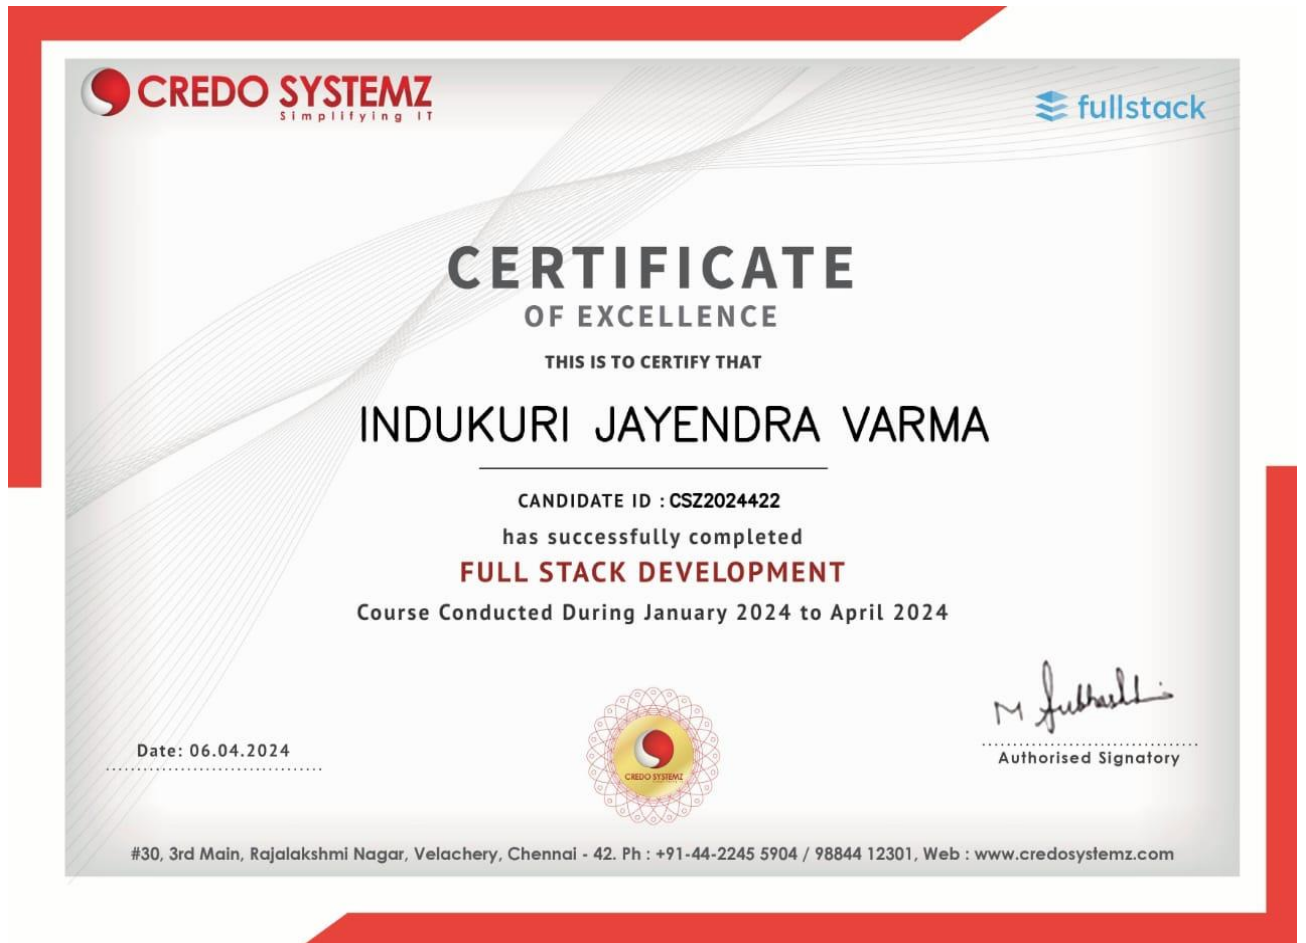 CREDO SYSTEMZ
Simplifying IT
fullstack
CERTIFICATE
OF EXCELLENCE
THIS IS TO CERTIFY THAT
INDUKURI JAYENDRA VARMA
CANDIDATE ID : CSZ2024422
has successfully completed
FULL STACK DEVELOPMENT
Course Conducted During January 2024 to April 2024
Date: 06.04.2024
CREDO SYSTEMZ
Authorised Signatory
#30, 3rd Main, Rajalakshmi Nagar, Velachery, Chennai - 42. Ph : +91-44-2245 5904 / 98844 12301, Web : www.credosystemz.com